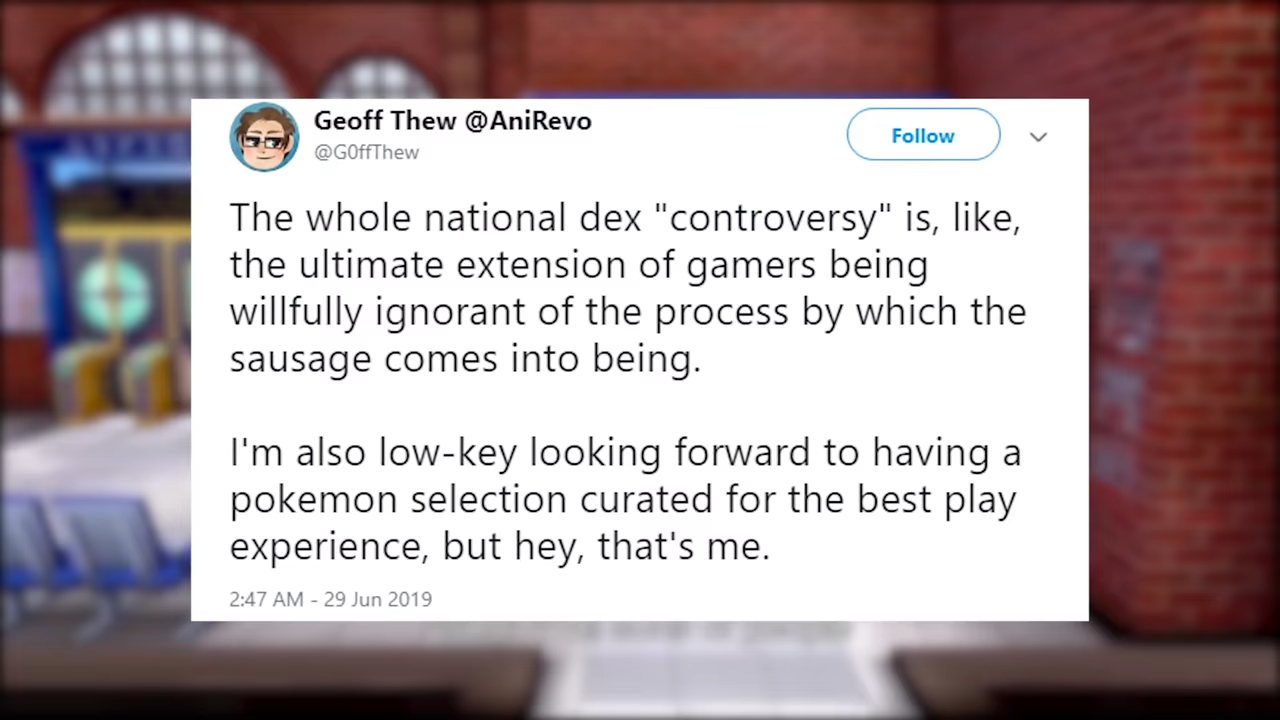 Geoff Thew @AniRevo
@G0ffThew
Follow
The whole national dex "controversy" is, like,
the ultimate extension of gamers being
willfully ignorant of the process by which the
sausage comes into being.
I'm also low-key looking forward to having a
pokemon selection curated for the best play
experience, but hey, that's me.
2:47 AM - 29 Jun 2019